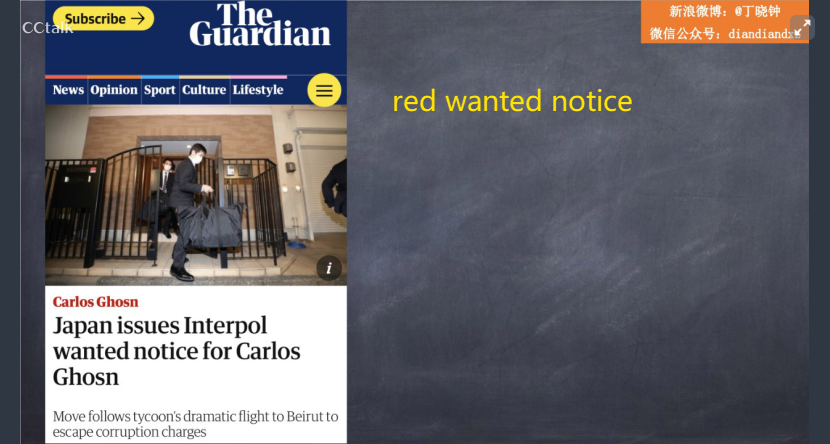 Subscribe →
The
Guardian
CCtalk
新浪微博：@丁晓钟
微信公众号：diandiandx
News Opinion Sport Culture Lifestyle
red wanted notice
i
Carlos Ghosn
Japan issues Interpol
wanted notice for Carlos
Ghosn
Move follows tycoon's dramatic flight to Beirut to
escape corruption charges